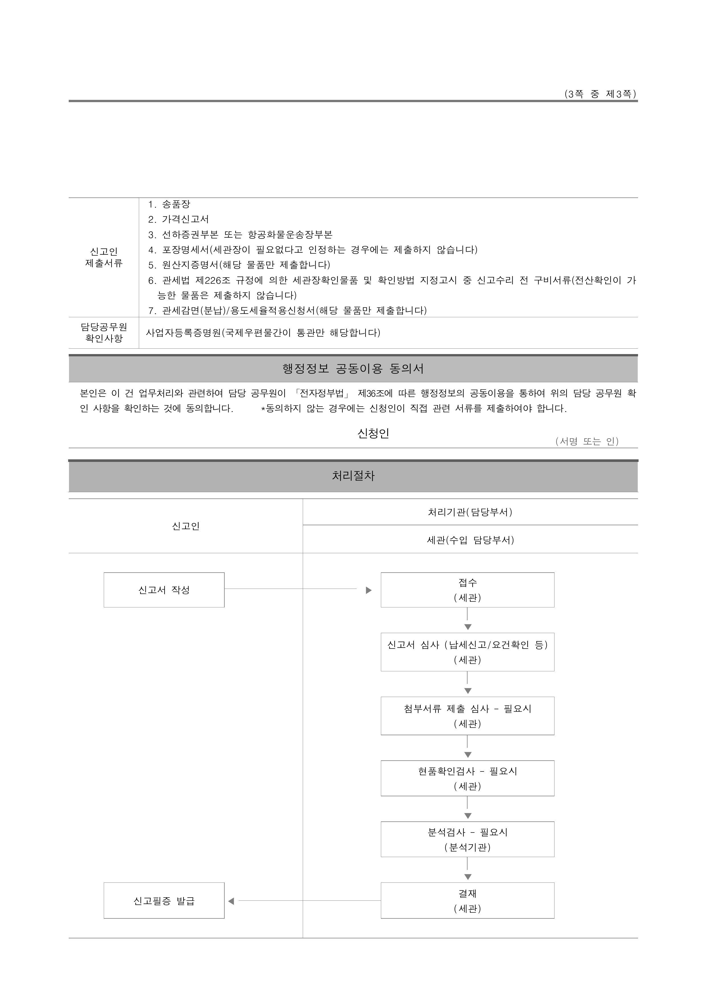 (3쪽 중 제3쪽)
신고인
제출서류
1. 송품장
2. 가격신고서
3. 선하증권부본 또는 항공화물운송장부본
4. 포장명세서(세관장이 필요없다고 인정하는 경우에는 제출하지 않습니다)
5. 원산지증명서(해당 물품만 제출합니다)
6. 관세법 제226조 규정에 의한 세관장확인물품 및 확인방법 지정고시 중 신고수리 전 구비서류(전산확인이 가
능한 물품은 제출하지 않습니다)
7. 관세감면(분납)/용도세율적용신청서(해당 물품만 제출합니다)
담당공무원
확인사항
사업자등록증명원(국제우편물간이 통관만 해당합니다)
행정정보 공동이용 동의서
본인은 이 건 업무처리와 관련하여 담당 공무원이 「전자정부법」 제36조에 따른 행정정보의 공동이용을 통하여 위의 담당 공무원 확
인 사항을 확인하는 것에 동의합니다. *동의하지 않는 경우에는 신청인이 직접 관련 서류를 제출하여야 합니다.
신청인
(서명 또는 인)
처리절차
신고인
처리기관(담당부서)
세관(수입 담당부서)
신고서 작성
접수
(세관)
신고서 심사 (납세신고/요건확인 등)
(세관)
첨부서류 제출 심사 - 필요시
(세관)
현품확인검사 - 필요시
(세관)
분석검사 - 필요시
(분석기관)
신고필증 발급
결재
(세관)